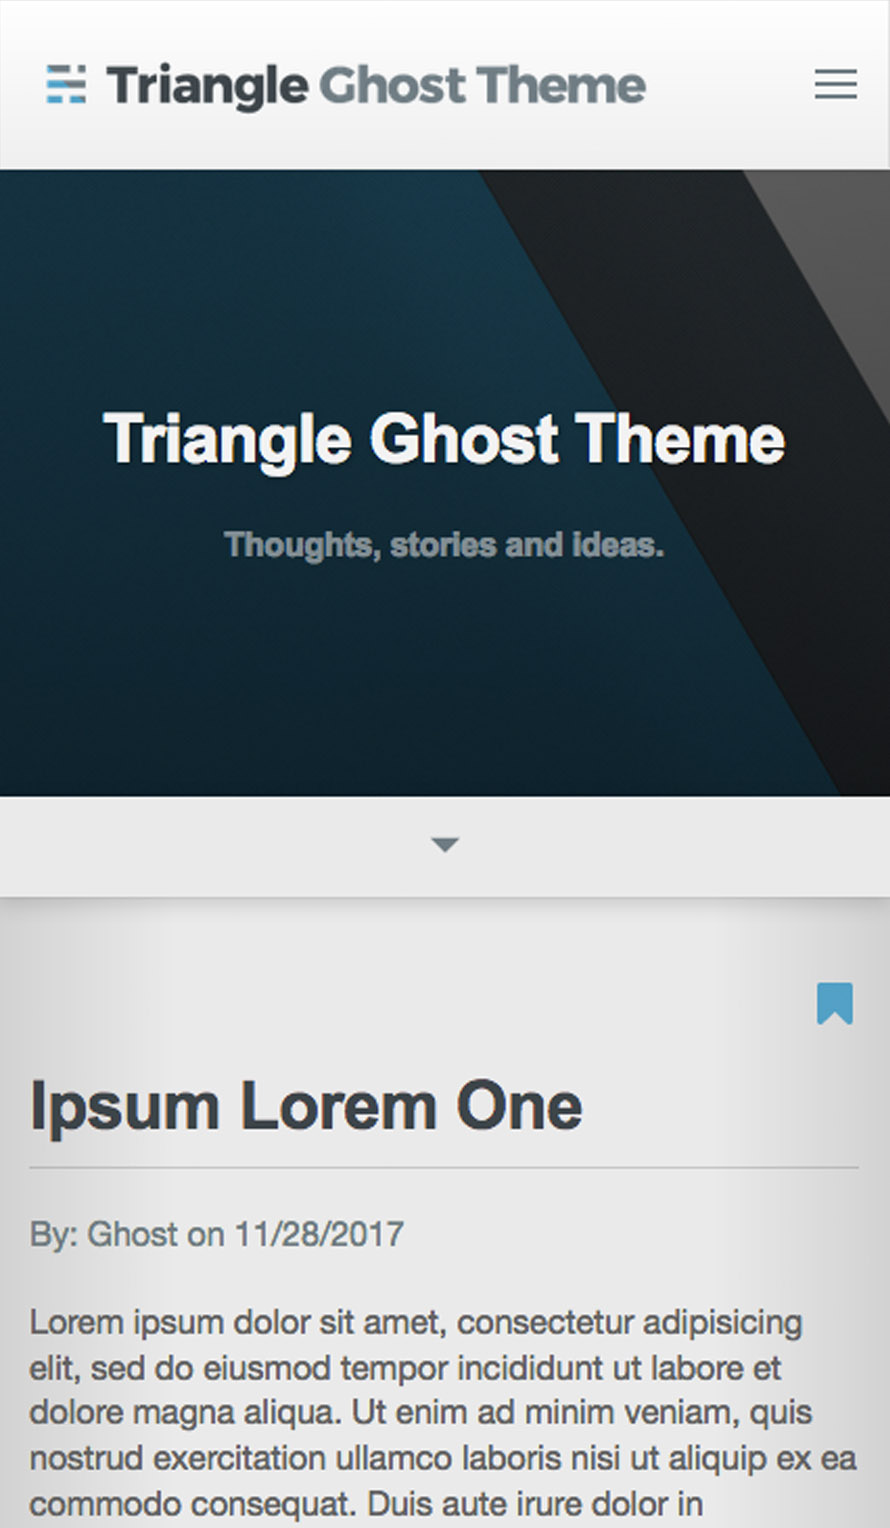 Triangle Ghost Theme
Triangle Ghost Theme
Thoughts, stories and ideas.
Ipsum Lorem One
By: Ghost on 11/28/2017
Lorem ipsum dolor sit amet, consectetur adipisicing
elit, sed do eiusmod tempor incididunt ut labore et
dolore magna aliqua. Ut enim ad minim veniam, quis
nostrud exercitation ullamco laboris nisi ut aliquip ex ea
commodo consequat. Duis aute irure dolor in